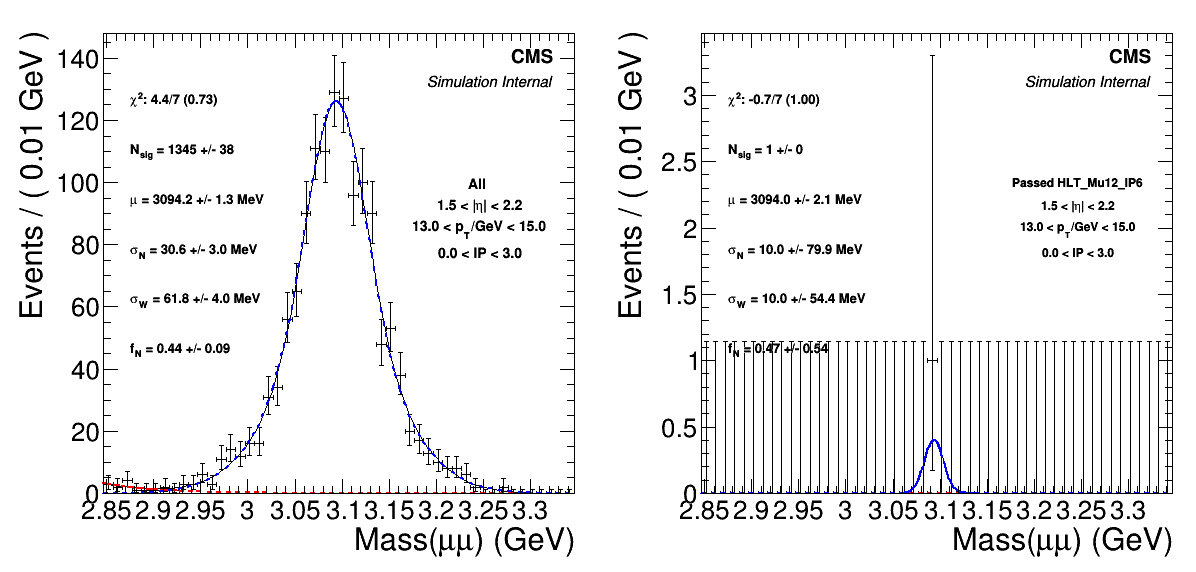 Events / ( 0.01 GeV )
140
120
100
80
60
40
20
0
CMS
Simulation Internal
χ²: 4.4/7 (0.73)
N_sig = 1345 +/- 38
μ = 3094.2 +/- 1.3 MeV
σ_N = 30.6 +/- 3.0 MeV
σ_W = 61.8 +/- 4.0 MeV
f_N = 0.44 +/- 0.09
All
1.5 < |η| < 2.2
13.0 < p_T/GeV < 15.0
0.0 < IP < 3.0
2.85 2.9 2.95 3 3.05 3.1 3.15 3.2 3.25 3.3
Mass(μμ) (GeV)
Events / ( 0.01 GeV )
3
2.5
2
1.5
1
0.5
0
CMS
Simulation Internal
χ²: -0.7/7 (1.00)
N_sig = 1 +/- 0
μ = 3094.0 +/- 2.1 MeV
σ_N = 10.0 +/- 79.9 MeV
σ_W = 10.0 +/- 54.4 MeV
f_N = 0.47 +/- 0.54
Passed HLT_Mu12_IP6
1.5 < |η| < 2.2
13.0 < p_T/GeV < 15.0
0.0 < IP < 3.0
2.85 2.9 2.95 3 3.05 3.1 3.15 3.2 3.25 3.3
Mass(μμ) (GeV)